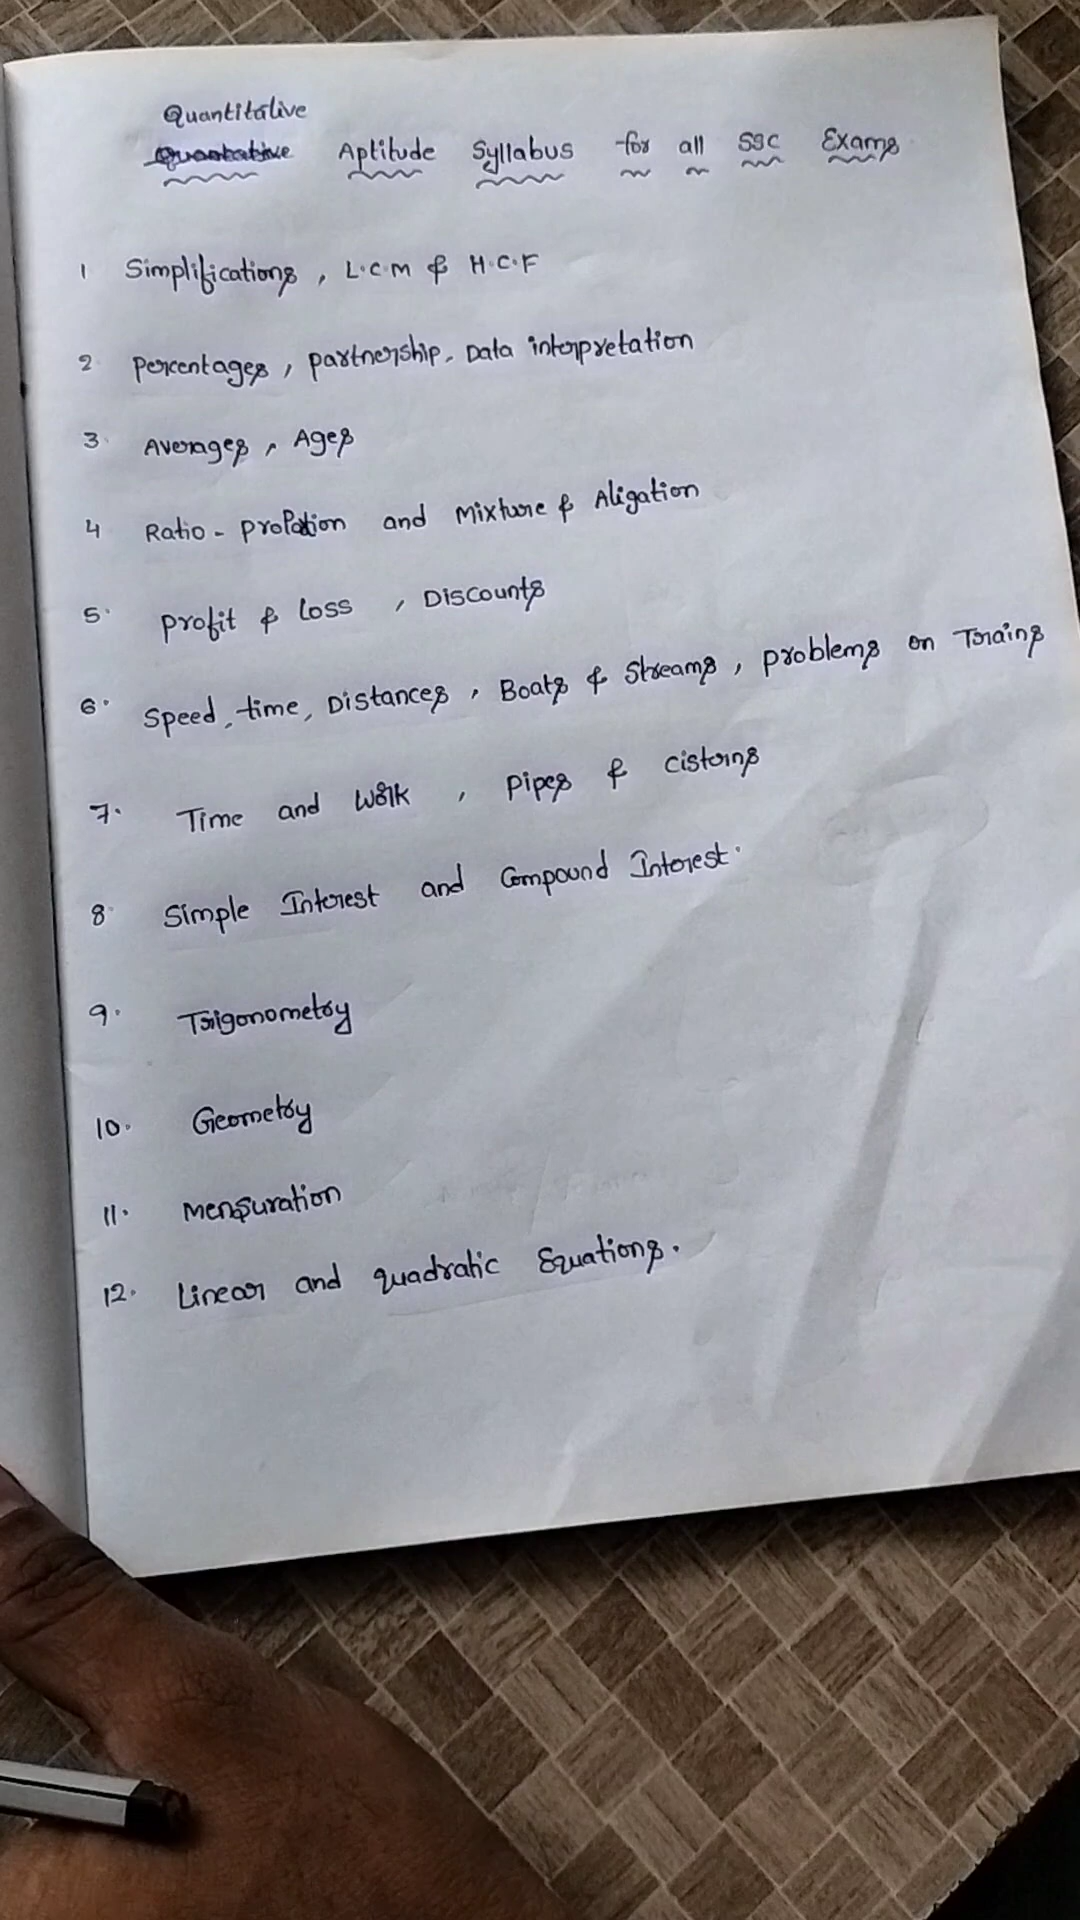 Quantitative
Quantative Aptitude Syllabus for all SSC Exams
1 Simplifications, L.C.M & H.C.F
2. Percentages, partnership, Data interpretation
3. Averages, Ages
4 Ratio - Propotion and Mixture & Aligation
5. Profit & Loss, Discounts
6. Speed, time, Distances, Boats & Streams, problems on Trains
7. Time and Work, Pipes & cisterns
8. Simple Interest and Compound Interest.
9. Trigonometry
10. Geometry
11. Mensuration
12. Linear and quadratic Equations.